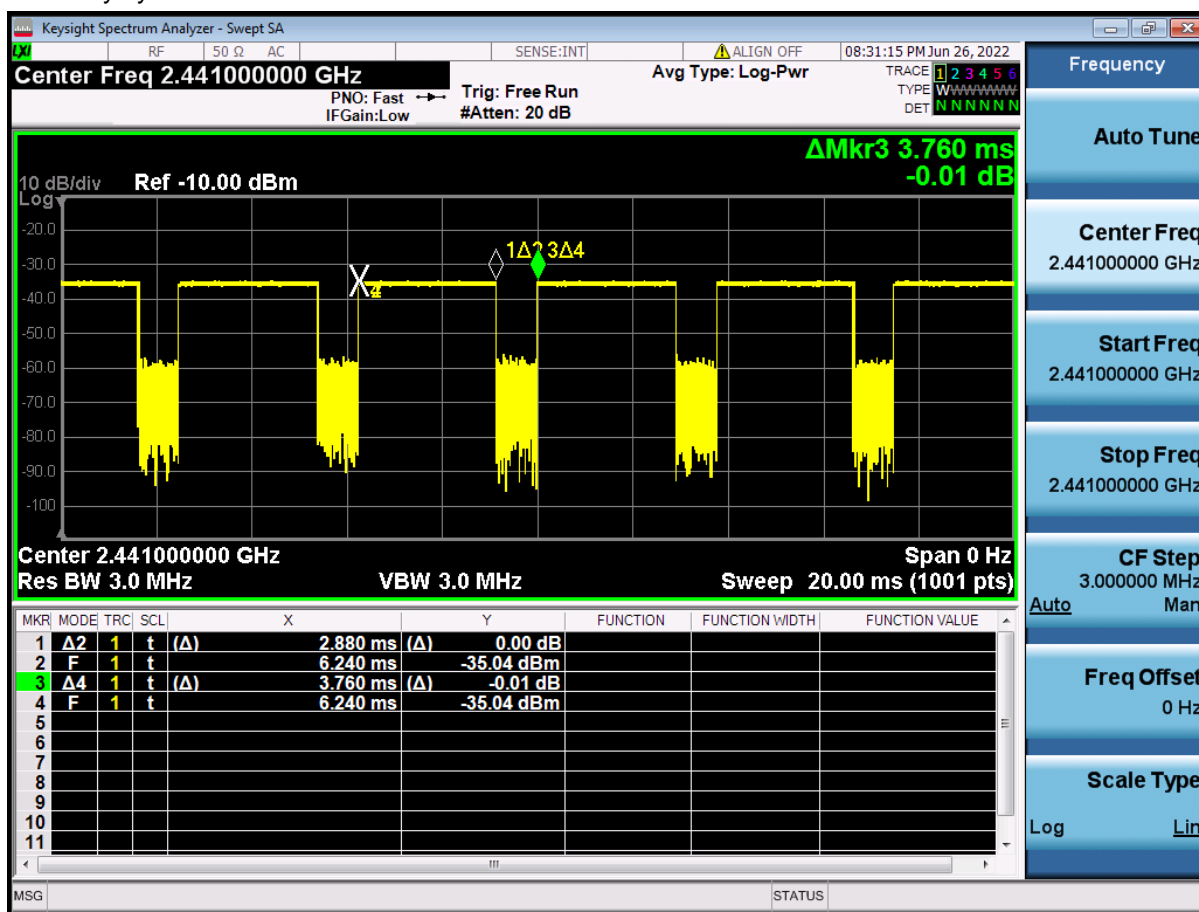 Keysight Spectrum Analyzer - Swept SA
LXI RF 50 Ω AC SENSE:INT ALIGN OFF 08:31:15 PM Jun 26, 2022
Center Freq 2.441000000 GHz
PNO: Fast
IFGain:Low
Trig: Free Run
#Atten: 20 dB
Avg Type: Log-Pwr
TRACE 1 2 3 4 5 6
TYPE W W W W W W
DET N N N N N N
ΔMkr3 3.760 ms
-0.01 dB
10 dB/div Ref -10.00 dBm
Log
-20.0
-30.0
-40.0
-50.0
-60.0
-70.0
-80.0
-90.0
-100
1Δ2 3Δ4
4
Center 2.441000000 GHz Span 0 Hz
Res BW 3.0 MHz VBW 3.0 MHz Sweep 20.00 ms (1001 pts)
MKR MODE TRC SCL X Y FUNCTION FUNCTION WIDTH FUNCTION VALUE
1 Δ2 1 t (Δ) 2.880 ms (Δ) 0.00 dB
2 F 1 t 6.240 ms -35.04 dBm
3 Δ4 1 t (Δ) 3.760 ms (Δ) -0.01 dB
4 F 1 t 6.240 ms -35.04 dBm
5
6
7
8
9
10
11
MSG STATUS
Frequency
Auto Tune
Center Freq
2.441000000 GHz
Start Freq
2.441000000 GHz
Stop Freq
2.441000000 GHz
CF Step
3.000000 MHz
Auto Man
Freq Offset
0 Hz
Scale Type
Log Lin